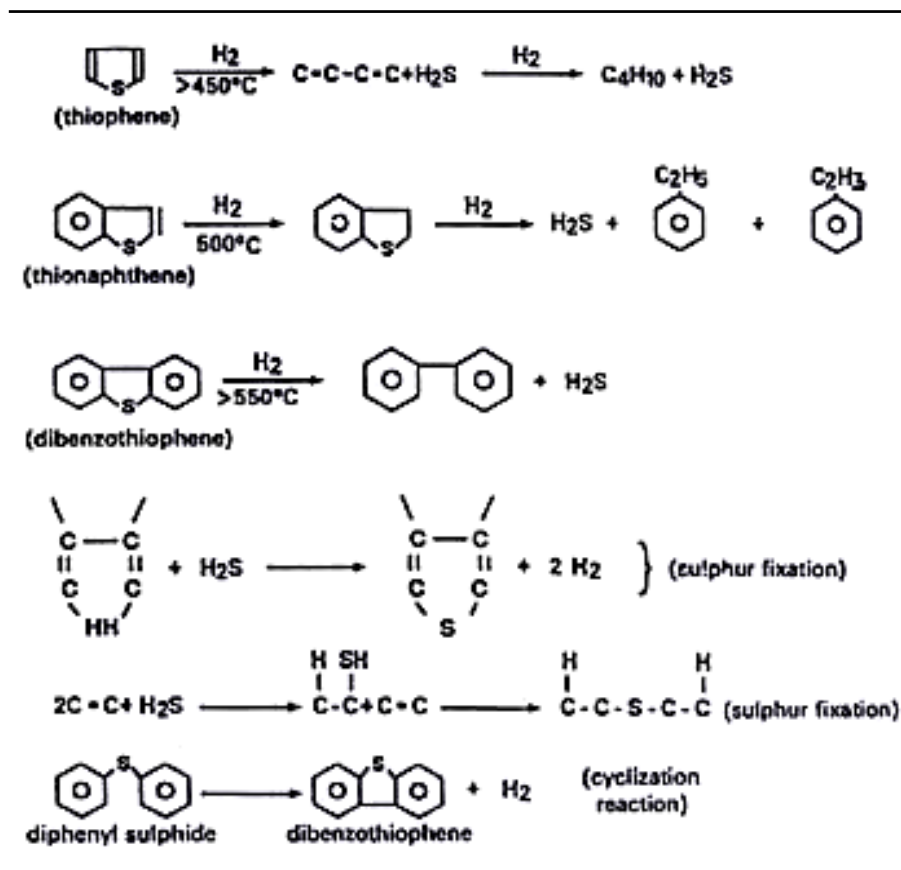 H2
S >450°C C=C-C=C+H2S H2 C4H10 + H2S
(thiophene)
C2H5 C2H3
H2 H2
S 500°C S H2S + +
(thionaphthene)
H2
S >550°C + H2S
(dibenzothiophene)
C — C C — C
C C + H2S C C + 2 H2 } (sulphur fixation)
HH S
H SH H H
2C=C+ H2S C-C+C=C C-C-S-C-C (sulphur fixation)
S S + H2 (cyclization
reaction)
diphenyl sulphide dibenzothiophene